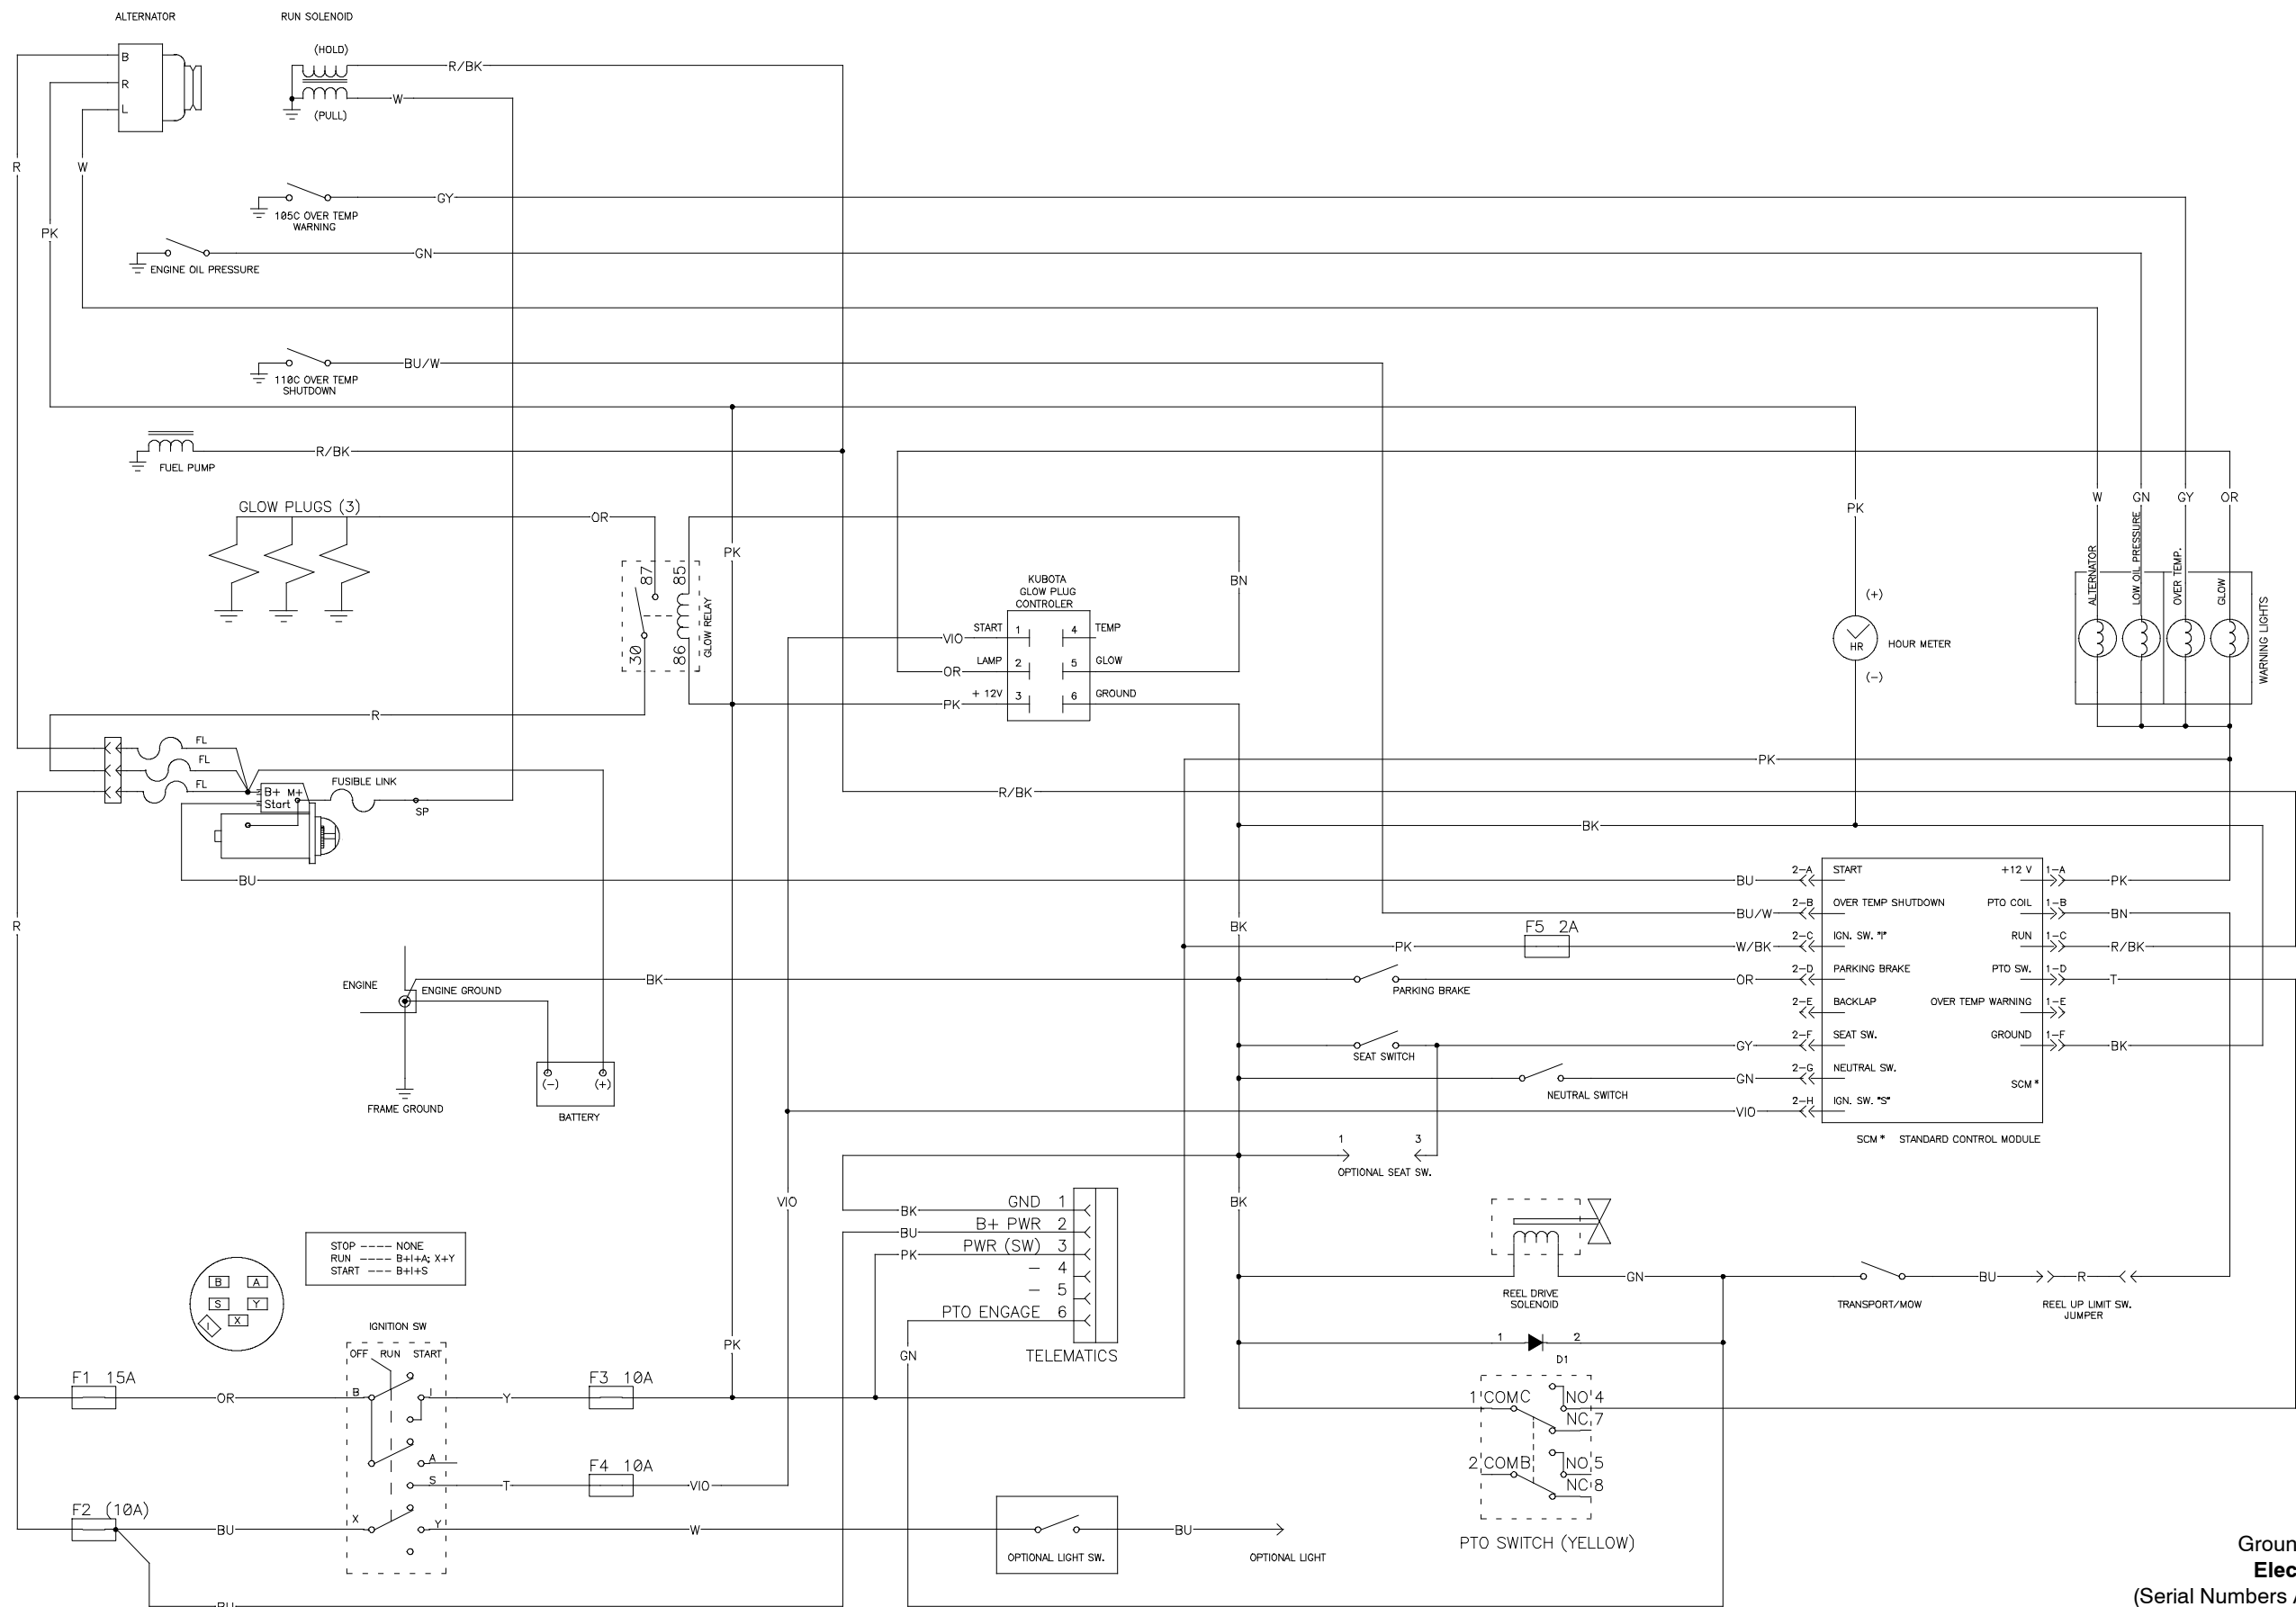 ALTERNATOR
RUN SOLENOID
(HOLD)
B
R/BK
R
W
L
(PULL)
R
W
GY
105C OVER TEMP
WARNING
PK
GN
ENGINE OIL PRESSURE
BU/W
110C OVER TEMP
SHUTDOWN
R/BK
FUEL PUMP
W
GN
GY
OR
GLOW PLUGS (3)
PK
OR
PK
ALTERNATOR
LOW OIL PRESSURE
OVER TEMP.
GLOW
WARNING LIGHTS
87
85
30
86
GLOW RELAY
BN
KUBOTA
GLOW PLUG
CONTROLER
(+)
START
1
4
TEMP
VIO
HR
HOUR METER
LAMP
2
5
GLOW
OR
(-)
+ 12V
3
6
GROUND
PK
R
FL
FL
PK
FL
FUSIBLE LINK
B+ M+
Start
R/BK
SP
BK
2-A
START
+12 V
1-A
BU
BU
PK
2-B
OVER TEMP SHUTDOWN
PTO COIL
1-B
BU/W
BN
R
BK
F5 2A
2-C
IGN. SW. "I"
RUN
1-C
PK
W/BK
R/BK
2-D
PARKING BRAKE
PTO SW.
1-D
BK
OR
T
ENGINE
ENGINE GROUND
PARKING BRAKE
2-E
BACKLAP
OVER TEMP WARNING
1-E
2-F
SEAT SW.
GROUND
1-F
GY
BK
SEAT SWITCH
2-G
NEUTRAL SW.
GN
(-)
(+)
SCM *
NEUTRAL SWITCH
2-H
IGN. SW. "S"
VIO
FRAME GROUND
BATTERY
SCM * STANDARD CONTROL MODULE
1
3
OPTIONAL SEAT SW.
VIO
BK
GND 1
BK
B+ PWR 2
BU
PWR (SW) 3
PK
- 4
- 5
PTO ENGAGE 6
GN
TELEMATICS
STOP ---- NONE
RUN ---- B+I+A; X+Y
START --- B+I+S
B
A
S
Y
X
I
GN
BU
R
REEL DRIVE
SOLENOID
TRANSPORT/MOW
REEL UP LIMIT SW.
JUMPER
IGNITION SW
OFF RUN START
PK
1
2
D1
F1 15A
OR
B
I
Y
F3 10A
1 COMC
NO 4
NC 7
A
S
T
F4 10A
VIO
2 COMB
NO 5
NC 8
PTO SWITCH (YELLOW)
F2 (10A)
BU
X
Y
W
BU
OPTIONAL LIGHT SW.
OPTIONAL LIGHT
BU
Groun
Elec
(Serial Numbers